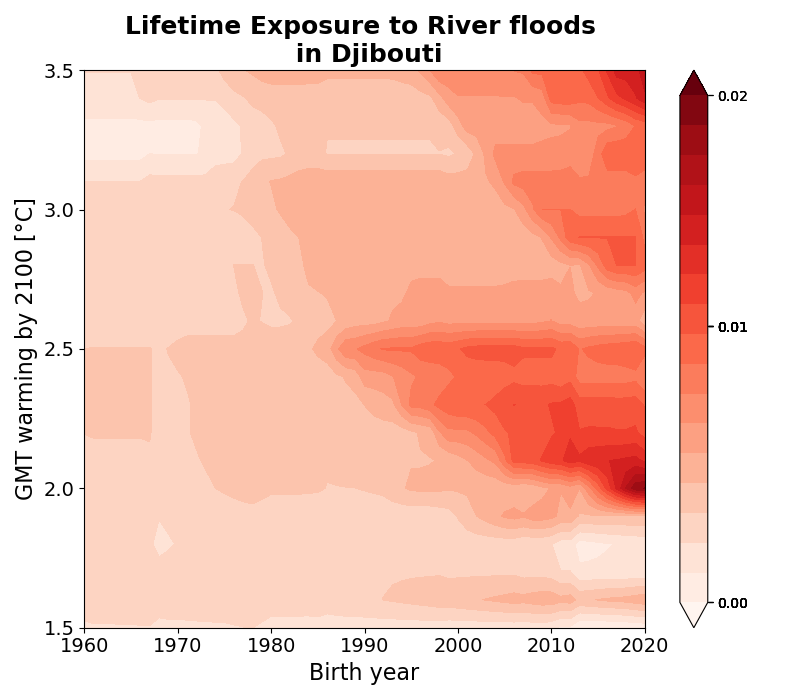 Lifetime Exposure to River floods
in Djibouti
GMT warming by 2100 [°C]
3.5
3.0
2.5
2.0
1.5
1960 1970 1980 1990 2000 2010 2020
Birth year
0.02
0.01
0.00